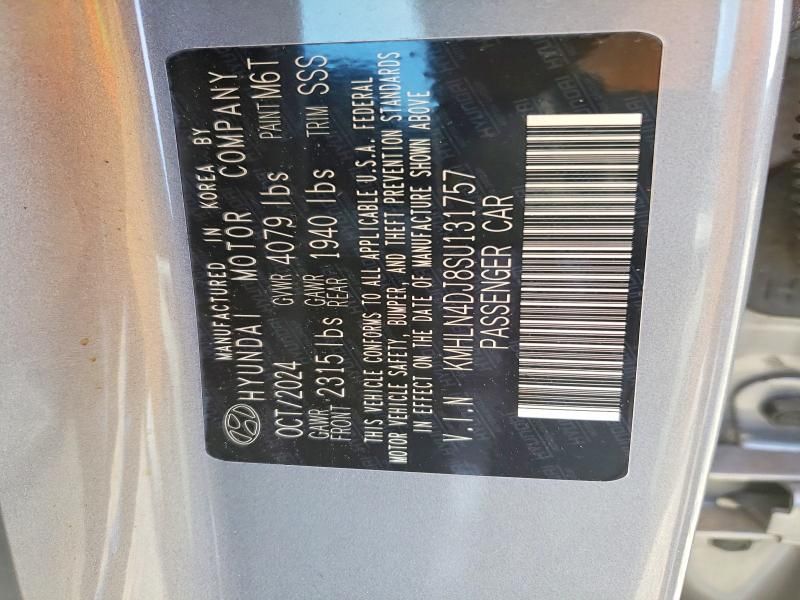 MANUFACTURED IN KOREA BY
HYUNDAI MOTOR COMPANY
OCT/2024 GVWR 4079 lbs PAINT M6T
GAWR FRONT 2315 lbs GAWR REAR 1940 lbs TRIM SSS
THIS VEHICLE CONFORMS TO ALL APPLICABLE U.S.A. FEDERAL
MOTOR VEHICLE SAFETY, BUMPER, AND THEFT PREVENTION STANDARDS
IN EFFECT ON THE DATE OF MANUFACTURE SHOWN ABOVE
V.I.N KMHLN4DJ8SU131757
PASSENGER CAR